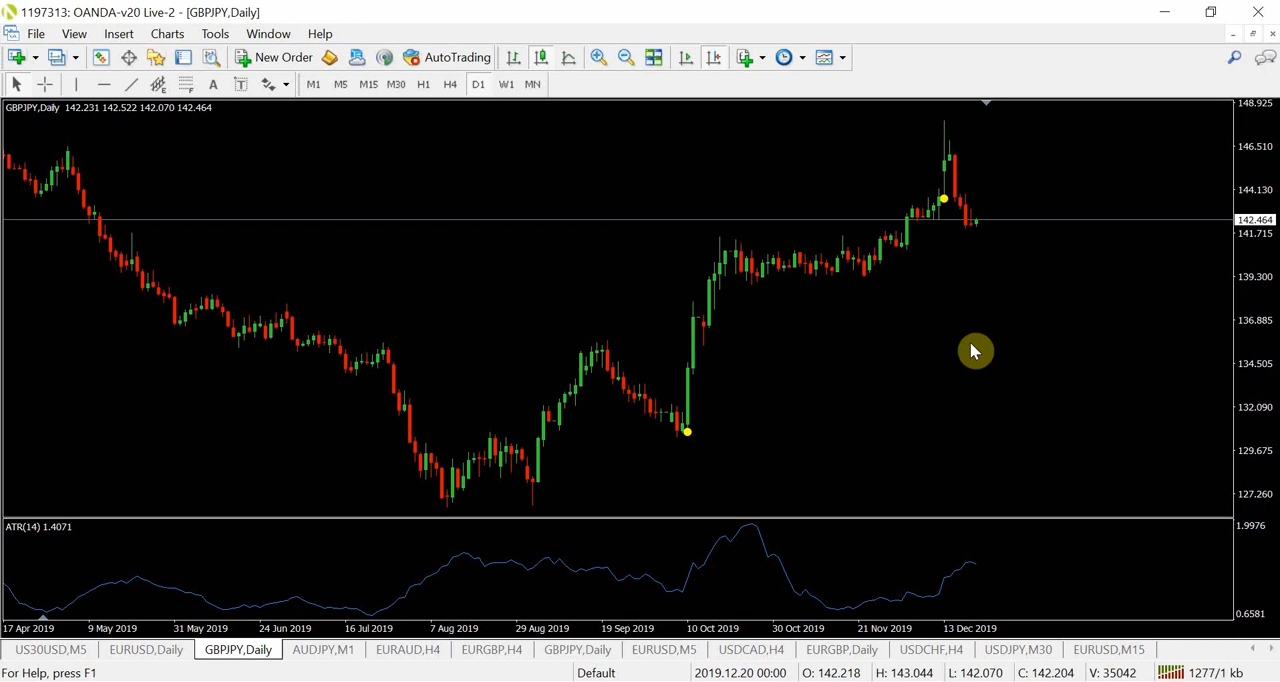 1197313: OANDA-v20 Live-2 - [GBPJPY,Daily]
File View Insert Charts Tools Window Help
New Order AutoTrading
A T M1 M5 M15 M30 H1 H4 D1 W1 MN
GBPJPY,Daily 142.231 142.522 142.070 142.464
148.925
146.510
144.130
142.464
141.715
139.300
136.885
134.505
132.090
129.675
127.260
ATR(14) 1.4071
1.9976
0.6581
17 Apr 2019 9 May 2019 31 May 2019 24 Jun 2019 16 Jul 2019 7 Aug 2019 29 Aug 2019 19 Sep 2019 10 Oct 2019 30 Oct 2019 21 Nov 2019 13 Dec 2019
US30USD,M5 EURUSD,Daily GBPJPY,Daily AUDJPY,M1 EURAUD,H4 EURGBP,H4 GBPJPY,Daily EURUSD,M5 USDCAD,H4 EURGBP,Daily USDCHF,H4 USDJPY,M30 EURUSD,M15
For Help, press F1 Default 2019.12.20 00:00 O: 142.218 H: 143.044 L: 142.070 C: 142.204 V: 35042 1277/1 kb